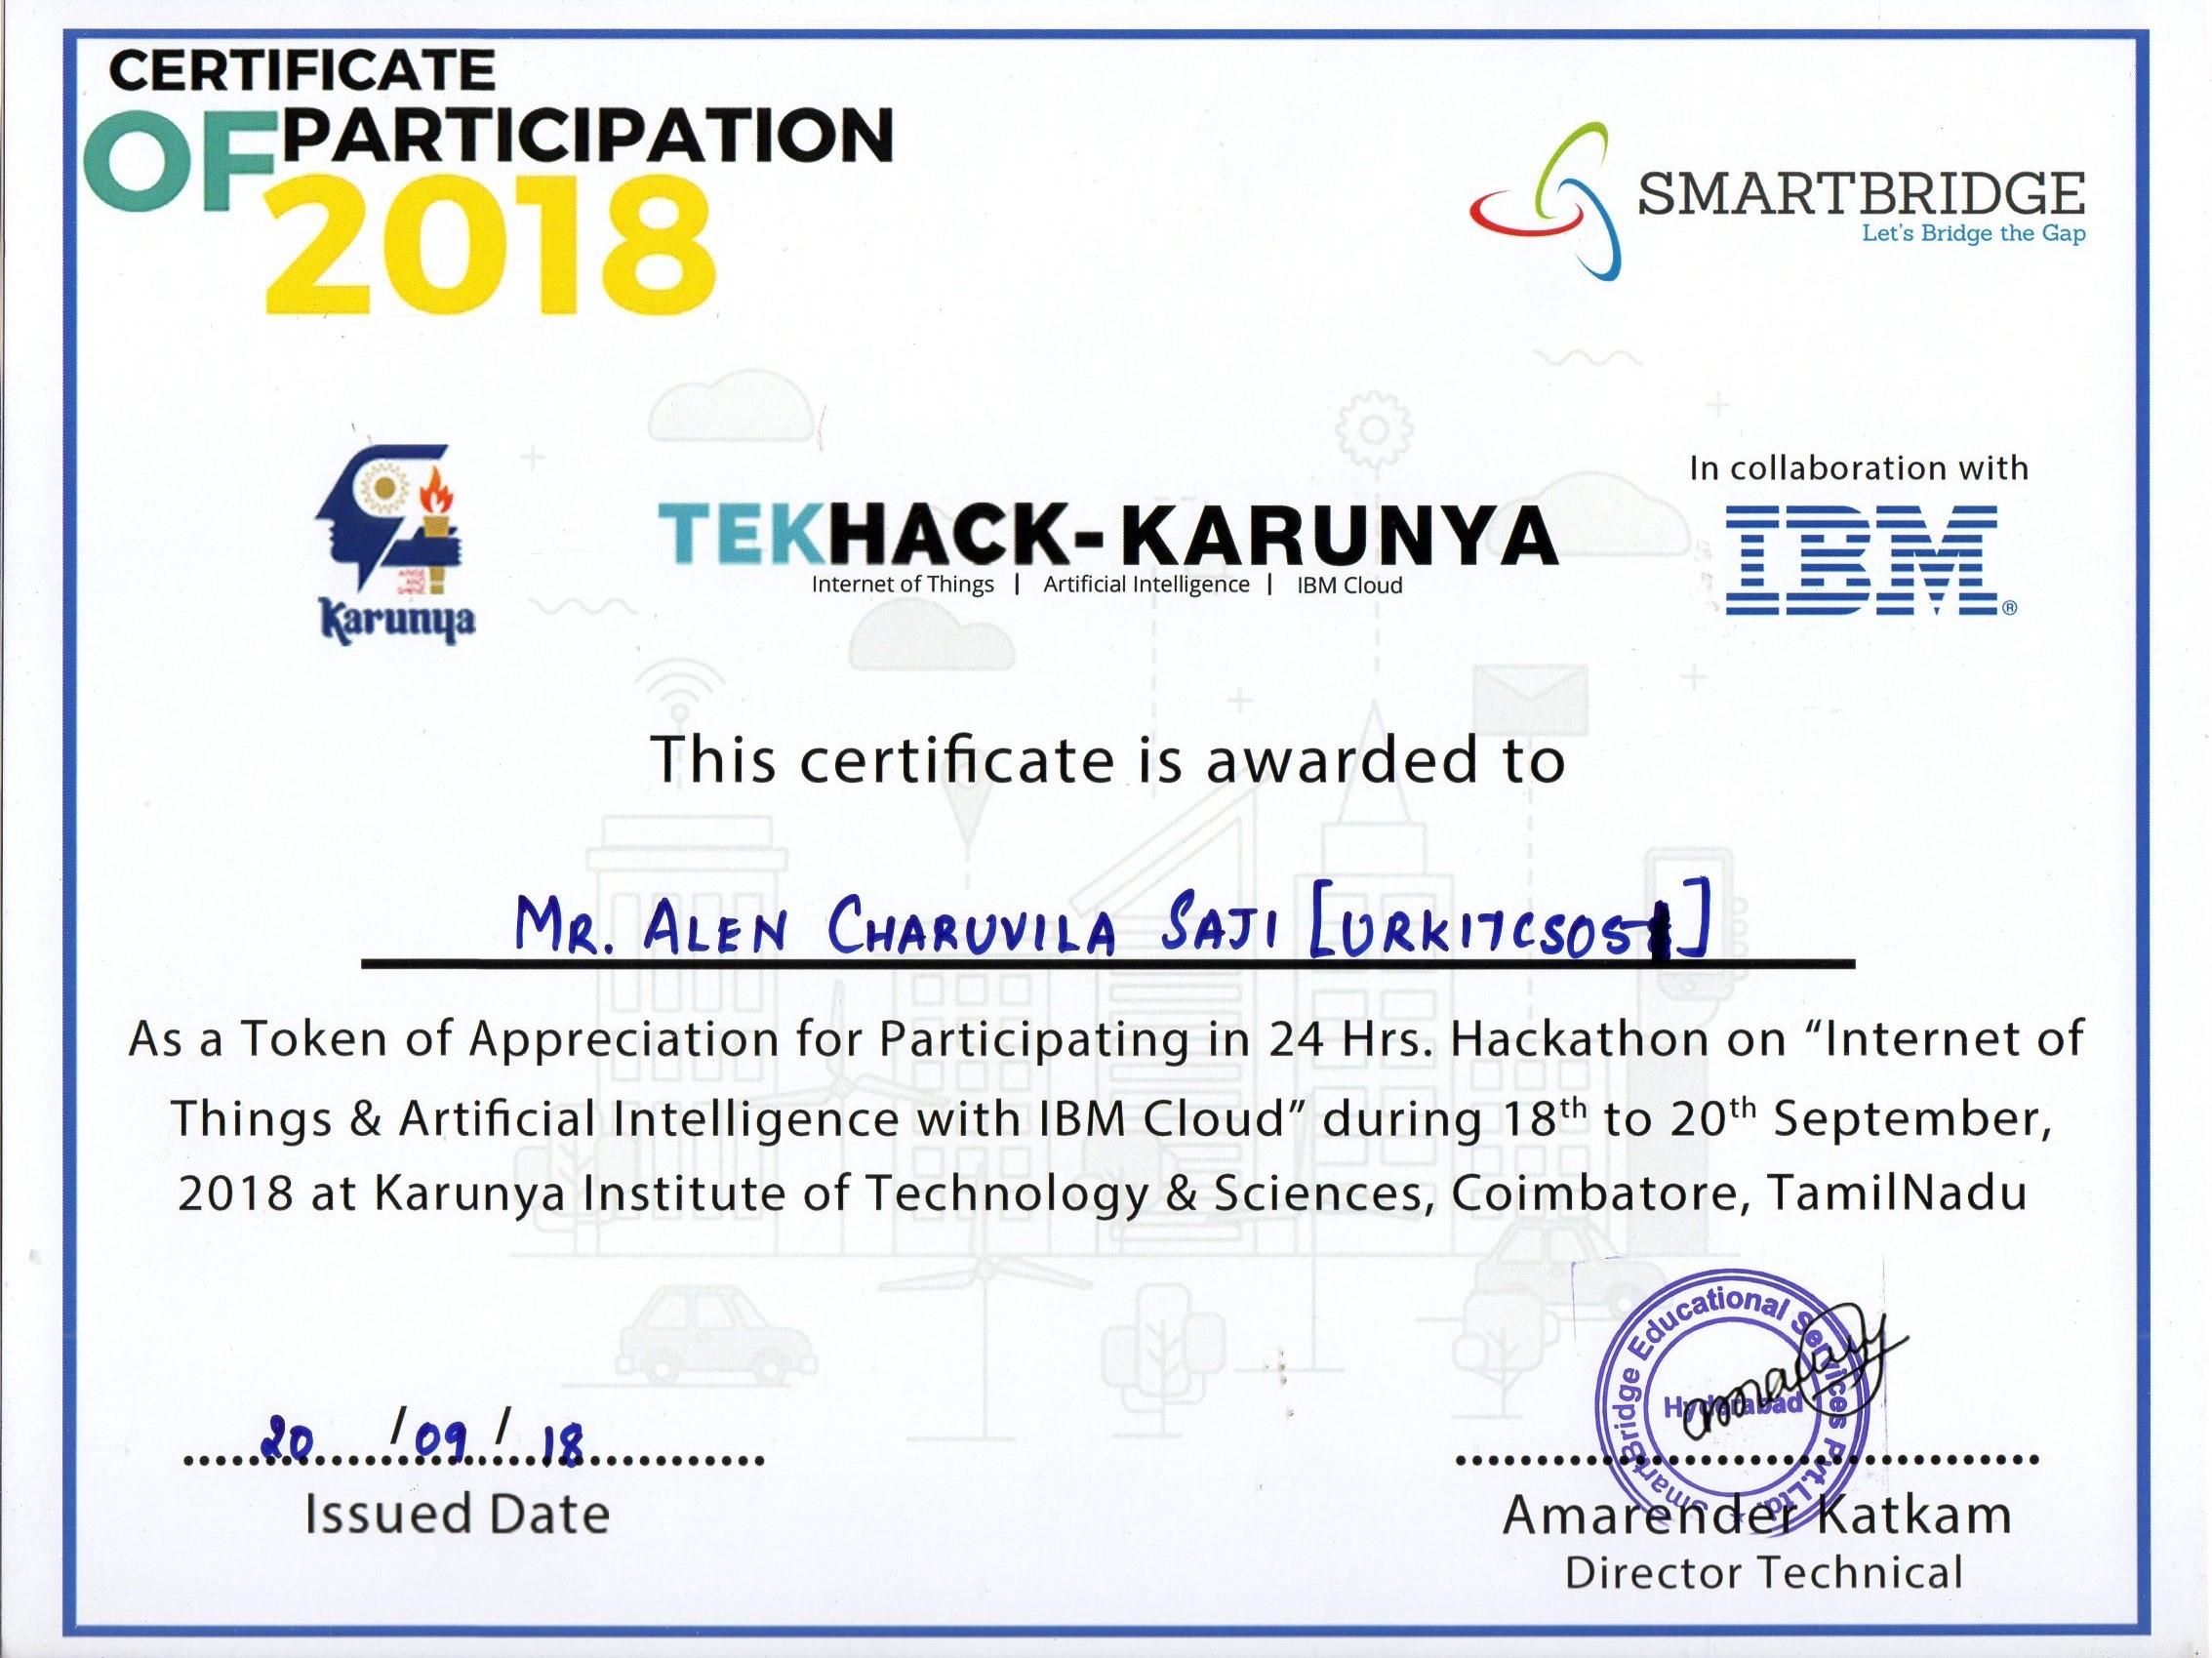 CERTIFICATE
OF PARTICIPATION
2018
SMARTBRIDGE
Let's Bridge the Gap
Karunya
TEKHACK-KARUNYA
Internet of Things | Artificial Intelligence | IBM Cloud
In collaboration with
IBM®
This certificate is awarded to
MR. ALEN CHARUVILA SAJI
As a Token of Appreciation for Participating in 24 Hrs. Hackathon on “Internet of
Things & Artificial Intelligence with IBM Cloud” during 18th to 20th September,
2018 at Karunya Institute of Technology & Sciences, Coimbatore, TamilNadu
20/09/18
Issued Date
SmartBridge Educational Services Pvt.Ltd.
Hyderabad
Amarender Katkam
Director Technical